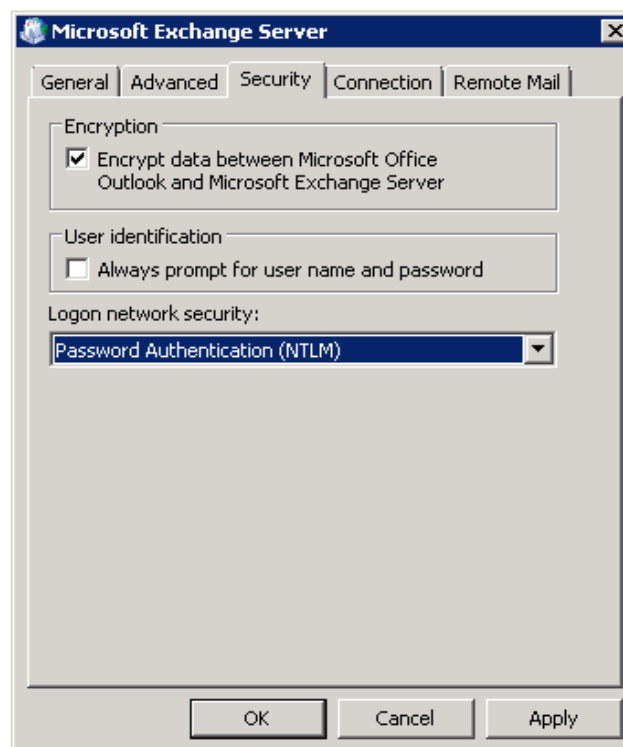 Microsoft Exchange Server
General Advanced Security Connection Remote Mail
Encryption
Encrypt data between Microsoft Office
Outlook and Microsoft Exchange Server
User identification
Always prompt for user name and password
Logon network security:
Password Authentication (NTLM)
OK Cancel Apply